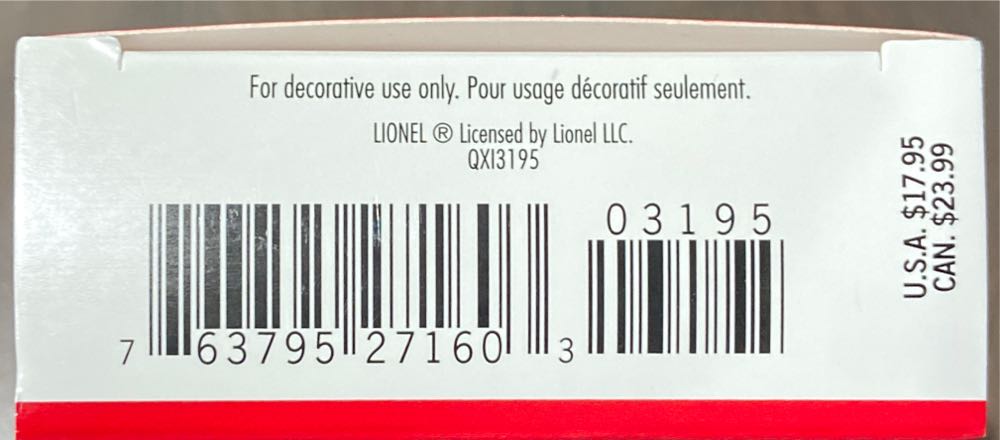 For decorative use only. Pour usage décoratif seulement.
LIONEL ® Licensed by Lionel LLC.
QXI3195
03195
7 63795 27160 3
U.S.A. $17.95
CAN. $23.99